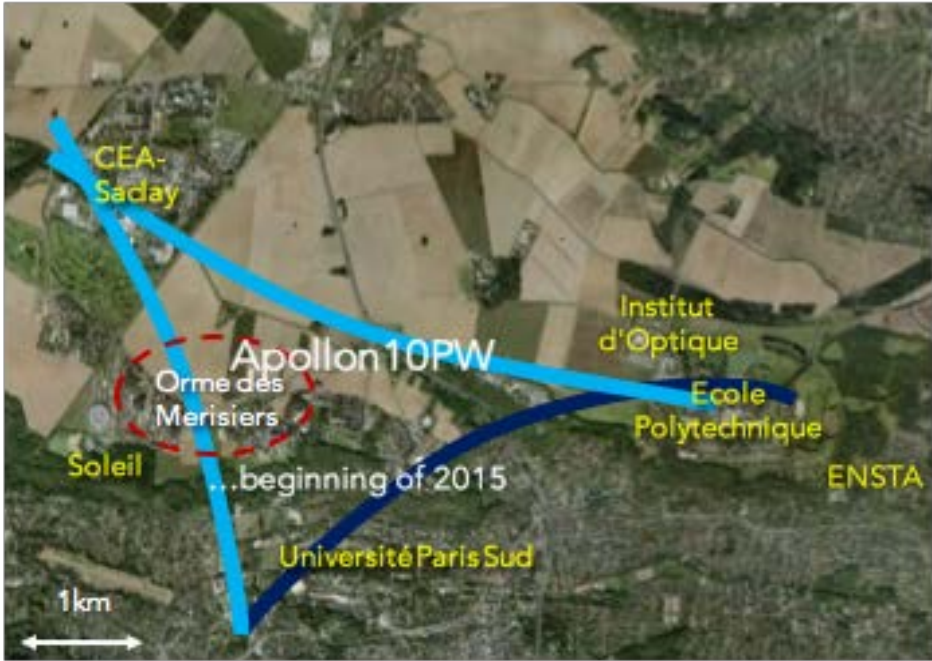 CEA-
Saclay
Institut
d'Optique
Apollon10PW
Orme des
Merisiers
Ecole
Polytechnique
Soleil
ENSTA
...beginning of 2015
Université Paris Sud
1km